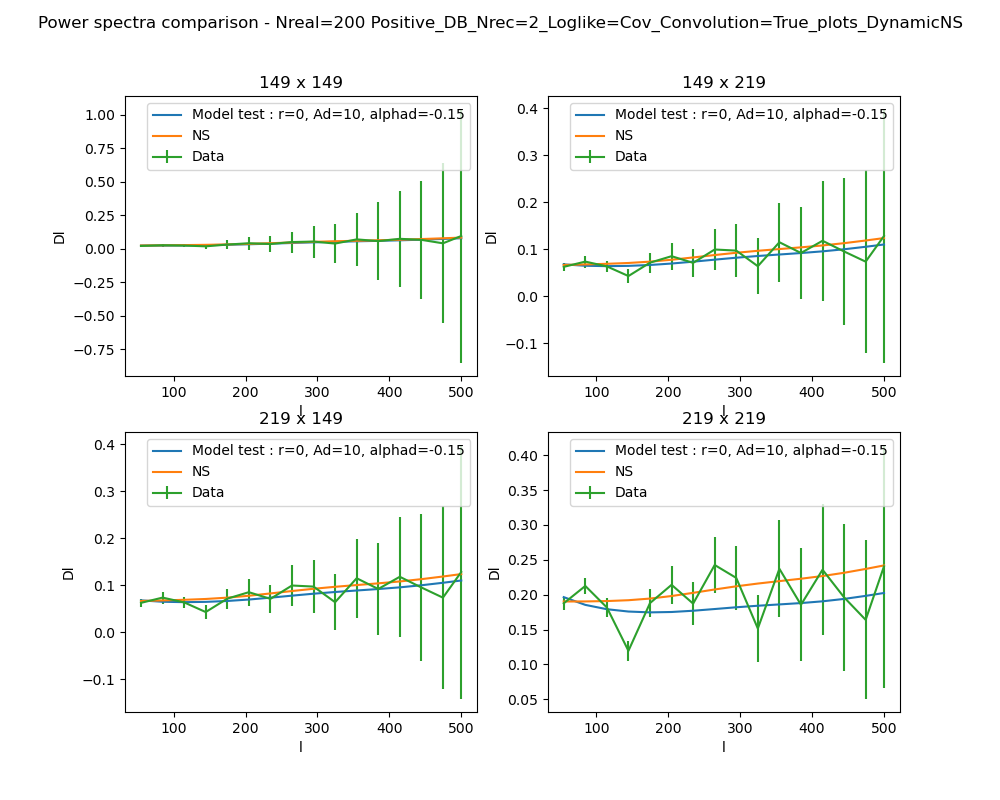 Power spectra comparison - Nreal=200 Positive_DB_Nrec=2_Loglike=Cov_Convolution=True_plots_DynamicNS
149 x 149
Model test : r=0, Ad=10, alphad=-0.15
NS
Data
1.00
0.75
0.50
0.25
0.00
−0.25
−0.50
−0.75
Dl
100 200 300 400 500
l
149 x 219
Model test : r=0, Ad=10, alphad=-0.15
NS
Data
0.4
0.3
0.2
0.1
0.0
−0.1
Dl
100 200 300 400 500
l
219 x 149
Model test : r=0, Ad=10, alphad=-0.15
NS
Data
0.4
0.3
0.2
0.1
0.0
−0.1
Dl
100 200 300 400 500
l
219 x 219
Model test : r=0, Ad=10, alphad=-0.15
NS
Data
0.40
0.35
0.30
0.25
0.20
0.15
0.10
0.05
Dl
100 200 300 400 500
l